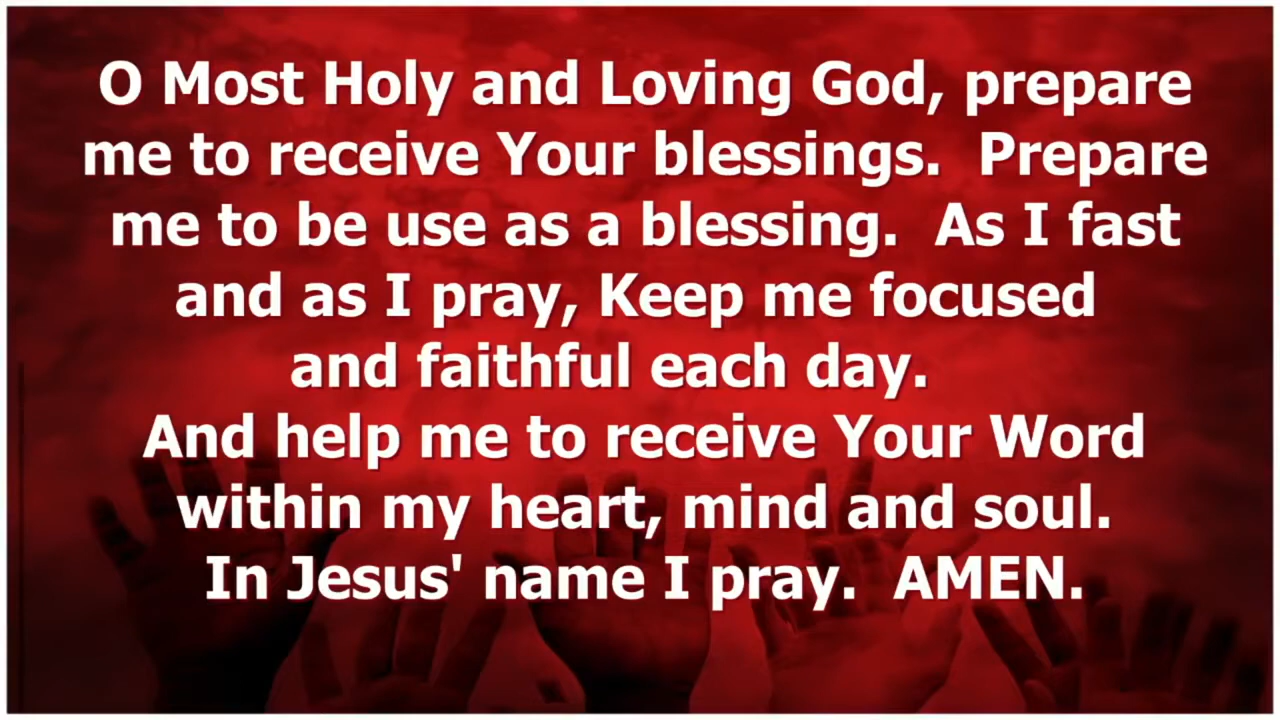 O Most Holy and Loving God, prepare
me to receive Your blessings.  Prepare
me to be use as a blessing.  As I fast
and as I pray, Keep me focused
and faithful each day.
And help me to receive Your Word
within my heart, mind and soul.
In Jesus' name I pray.  AMEN.